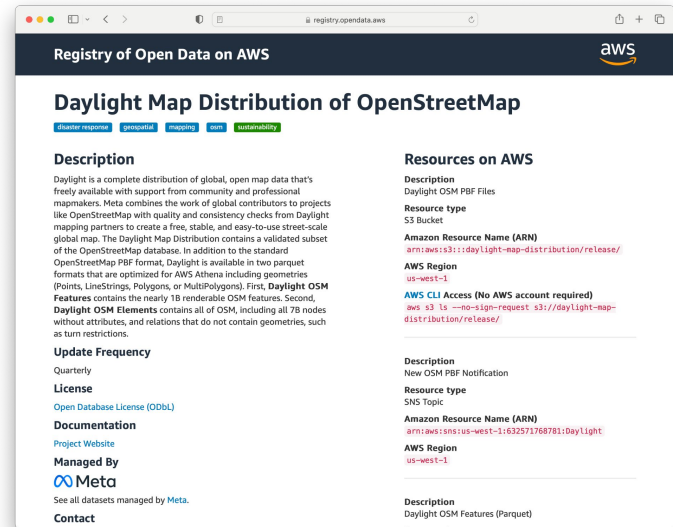 registry.opendata.aws
Registry of Open Data on AWS
aws
Daylight Map Distribution of OpenStreetMap
disaster response geospatial mapping osm sustainability
Description
Daylight is a complete distribution of global, open map data that's
freely available with support from community and professional
mapmakers. Meta combines the work of global contributors to projects
like OpenStreetMap with quality and consistency checks from Daylight
mapping partners to create a free, stable, and easy-to-use street-scale
global map. The Daylight Map Distribution contains a validated subset
of the OpenStreetMap database. In addition to the standard
OpenStreetMap PBF format, Daylight is available in two parquet
formats that are optimized for AWS Athena including geometries
(Points, LineStrings, Polygons, or MultiPolygons). First, Daylight OSM
Features contains the nearly 1B renderable OSM features. Second,
Daylight OSM Elements contains all of OSM, including all 7B nodes
without attributes, and relations that do not contain geometries, such
as turn restrictions.
Update Frequency
Quarterly
License
Open Database License (ODbL)
Documentation
Project Website
Managed By
Meta
See all datasets managed by Meta.
Contact
Resources on AWS
Description
Daylight OSM PBF Files
Resource type
S3 Bucket
Amazon Resource Name (ARN)
arn:aws:s3:::daylight-map-distribution/release/
AWS Region
us-west-1
AWS CLI Access (No AWS account required)
aws s3 ls --no-sign-request s3://daylight-map-
distribution/release/
Description
New OSM PBF Notification
Resource type
SNS Topic
Amazon Resource Name (ARN)
arn:aws:sns:us-west-1:632571768781:Daylight
AWS Region
us-west-1
Description
Daylight OSM Features (Parquet)